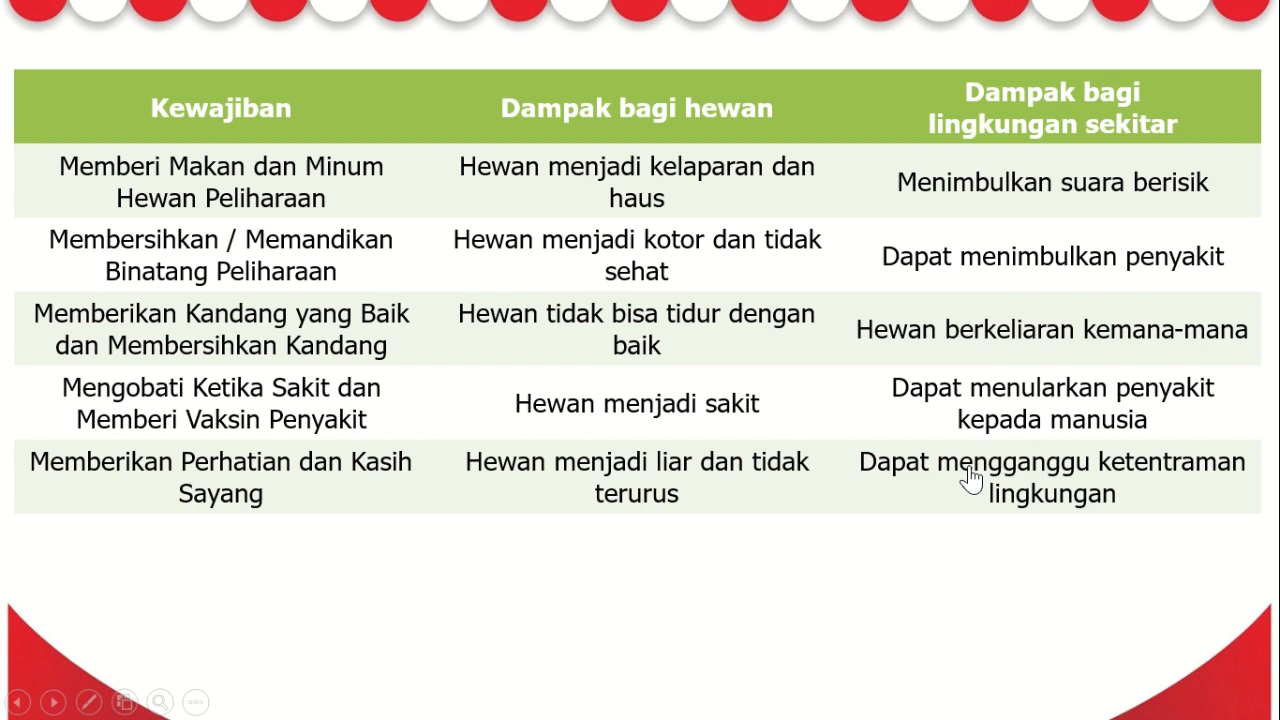 Kewajiban
Dampak bagi hewan
Dampak bagi
lingkungan sekitar
Memberi Makan dan Minum
Hewan Peliharaan
Hewan menjadi kelaparan dan
haus
Menimbulkan suara berisik
Membersihkan / Memandikan
Binatang Peliharaan
Hewan menjadi kotor dan tidak
sehat
Dapat menimbulkan penyakit
Memberikan Kandang yang Baik
dan Membersihkan Kandang
Hewan tidak bisa tidur dengan
baik
Hewan berkeliaran kemana-mana
Mengobati Ketika Sakit dan
Memberi Vaksin Penyakit
Hewan menjadi sakit
Dapat menularkan penyakit
kepada manusia
Memberikan Perhatian dan Kasih
Sayang
Hewan menjadi liar dan tidak
terurus
Dapat mengganggu ketentraman
lingkungan